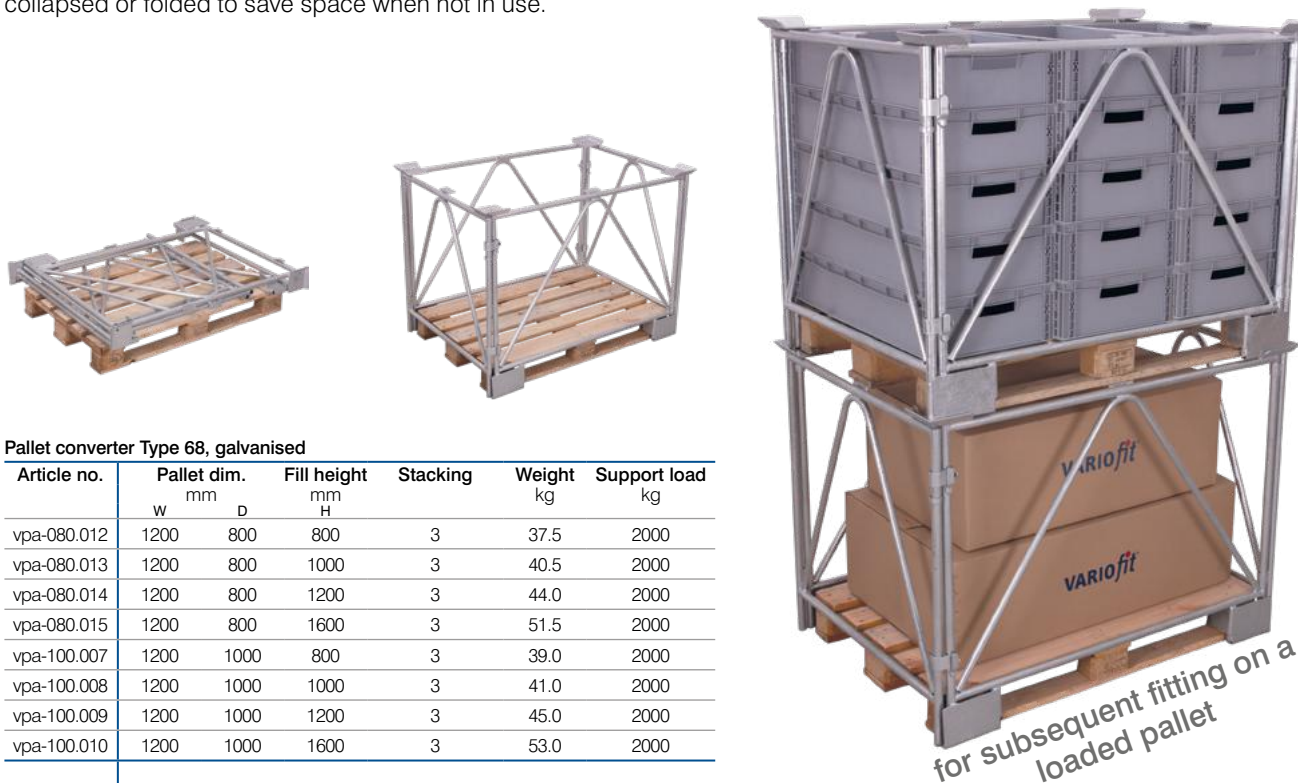 collapsed or folded to save space when not in use.
Pallet converter Type 68, galvanised
Article no. Pallet dim. Fill height Stacking Weight Support load
mm mm kg kg
W D H
vpa-080.012 1200 800 800 3 37.5 2000
vpa-080.013 1200 800 1000 3 40.5 2000
vpa-080.014 1200 800 1200 3 44.0 2000
vpa-080.015 1200 800 1600 3 51.5 2000
vpa-100.007 1200 1000 800 3 39.0 2000
vpa-100.008 1200 1000 1000 3 41.0 2000
vpa-100.009 1200 1000 1200 3 45.0 2000
vpa-100.010 1200 1000 1600 3 53.0 2000
VARIOfit
VARIOfit
for subsequent fitting on a
loaded pallet